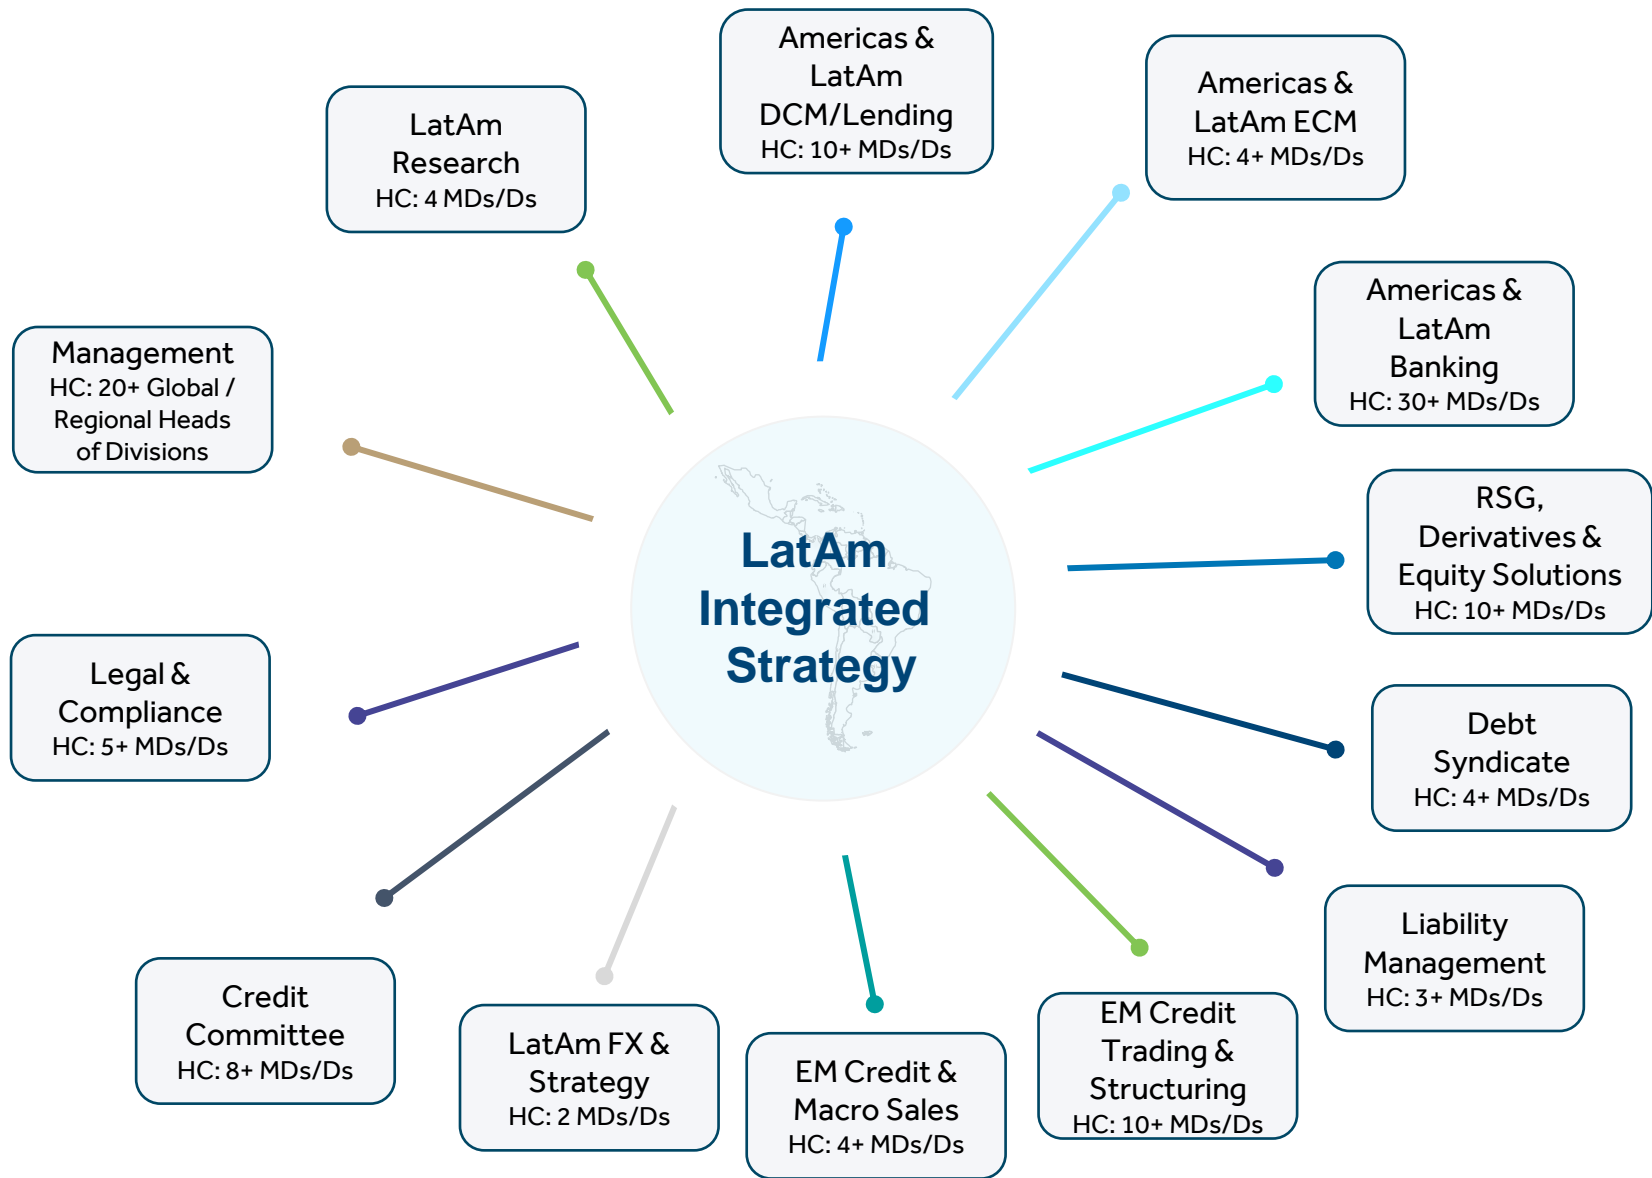 Americas &
LatAm
DCM/Lending
HC: 10+ MDs/Ds
Americas &
LatAm ECM
HC: 4+ MDs/Ds
LatAm
Research
HC: 4 MDs/Ds
Americas &
LatAm
Banking
HC: 30+ MDs/Ds
Management
HC: 20+ Global /
Regional Heads
of Divisions
RSG,
Derivatives &
Equity Solutions
HC: 10+ MDs/Ds
LatAm
Integrated
Strategy
Legal &
Compliance
HC: 5+ MDs/Ds
Debt
Syndicate
HC: 4+ MDs/Ds
Liability
Management
HC: 3+ MDs/Ds
Credit
Committee
HC: 8+ MDs/Ds
LatAm FX &
Strategy
HC: 2 MDs/Ds
EM Credit &
Macro Sales
HC: 4+ MDs/Ds
EM Credit
Trading &
Structuring
HC: 10+ MDs/Ds